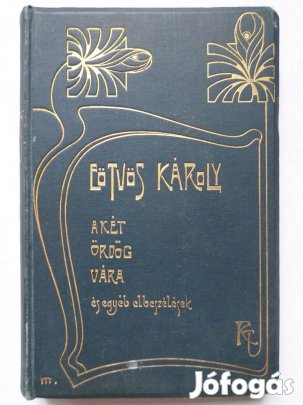 EÖTVÖS KÁROLY
A KÉT
ÖRDÖG
VÁRA
és egyéb elbeszélések
m.
Jófogás